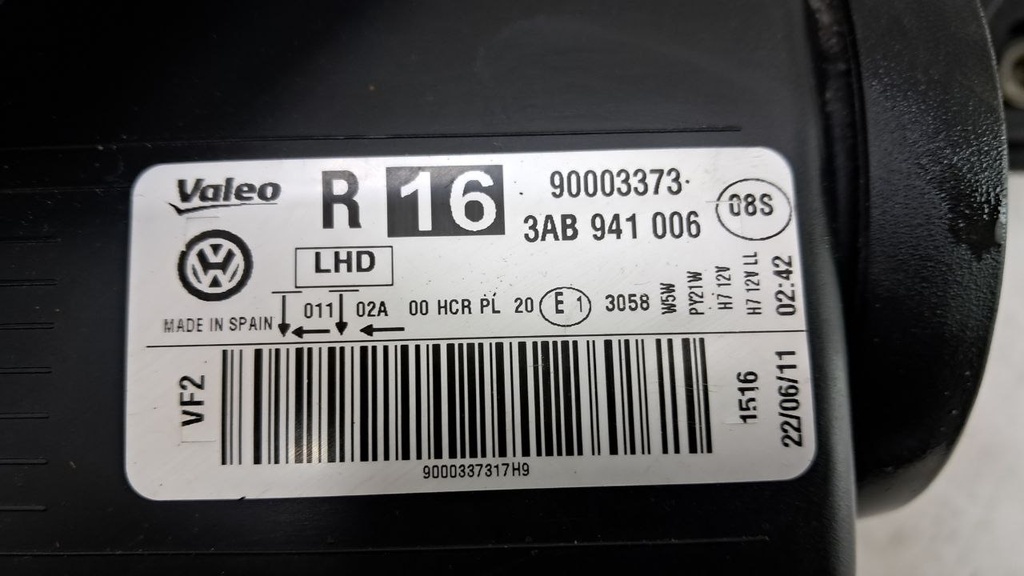 Valeo R 16 90003373
3AB 941 006 08S
LHD
MADE IN SPAIN 011 02A 00 HCR PL 20 E 1 3058
W5W
PY21W
H7 12V
H7 12V LL
02:42
VF2
1516
22/06/11
9000337317H9